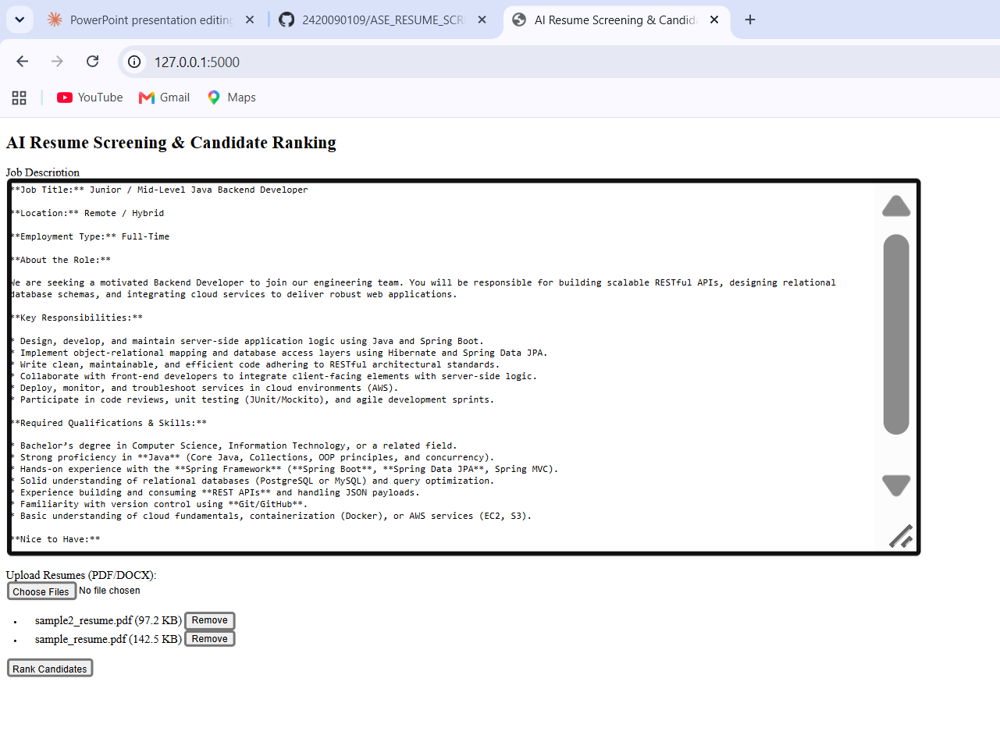 PowerPoint presentation editing
2420090109/ASE_RESUME_SCR
AI Resume Screening & Candida
127.0.0.1:5000
YouTube
Gmail
Maps
AI Resume Screening & Candidate Ranking
Job Description
**Job Title:** Junior / Mid-Level Java Backend Developer
**Location:** Remote / Hybrid
**Employment Type:** Full-Time
**About the Role:**
We are seeking a motivated Backend Developer to join our engineering team. You will be responsible for building scalable RESTful APIs, designing relational
database schemas, and integrating cloud services to deliver robust web applications.
**Key Responsibilities:**
* Design, develop, and maintain server-side application logic using Java and Spring Boot.
* Implement object-relational mapping and database access layers using Hibernate and Spring Data JPA.
* Write clean, maintainable, and efficient code adhering to RESTful architectural standards.
* Collaborate with front-end developers to integrate client-facing elements with server-side logic.
* Deploy, monitor, and troubleshoot services in cloud environments (AWS).
* Participate in code reviews, unit testing (JUnit/Mockito), and agile development sprints.
**Required Qualifications & Skills:**
* Bachelor’s degree in Computer Science, Information Technology, or a related field.
* Strong proficiency in **Java** (Core Java, Collections, OOP principles, and concurrency).
* Hands-on experience with the **Spring Framework** (**Spring Boot**, **Spring Data JPA**, Spring MVC).
* Solid understanding of relational databases (PostgreSQL or MySQL) and query optimization.
* Experience building and consuming **REST APIs** and handling JSON payloads.
* Familiarity with version control using **Git/GitHub**.
* Basic understanding of cloud fundamentals, containerization (Docker), or AWS services (EC2, S3).
**Nice to Have:**
Upload Resumes (PDF/DOCX):
Choose Files No file chosen
• sample2_resume.pdf (97.2 KB) Remove
• sample_resume.pdf (142.5 KB) Remove
Rank Candidates